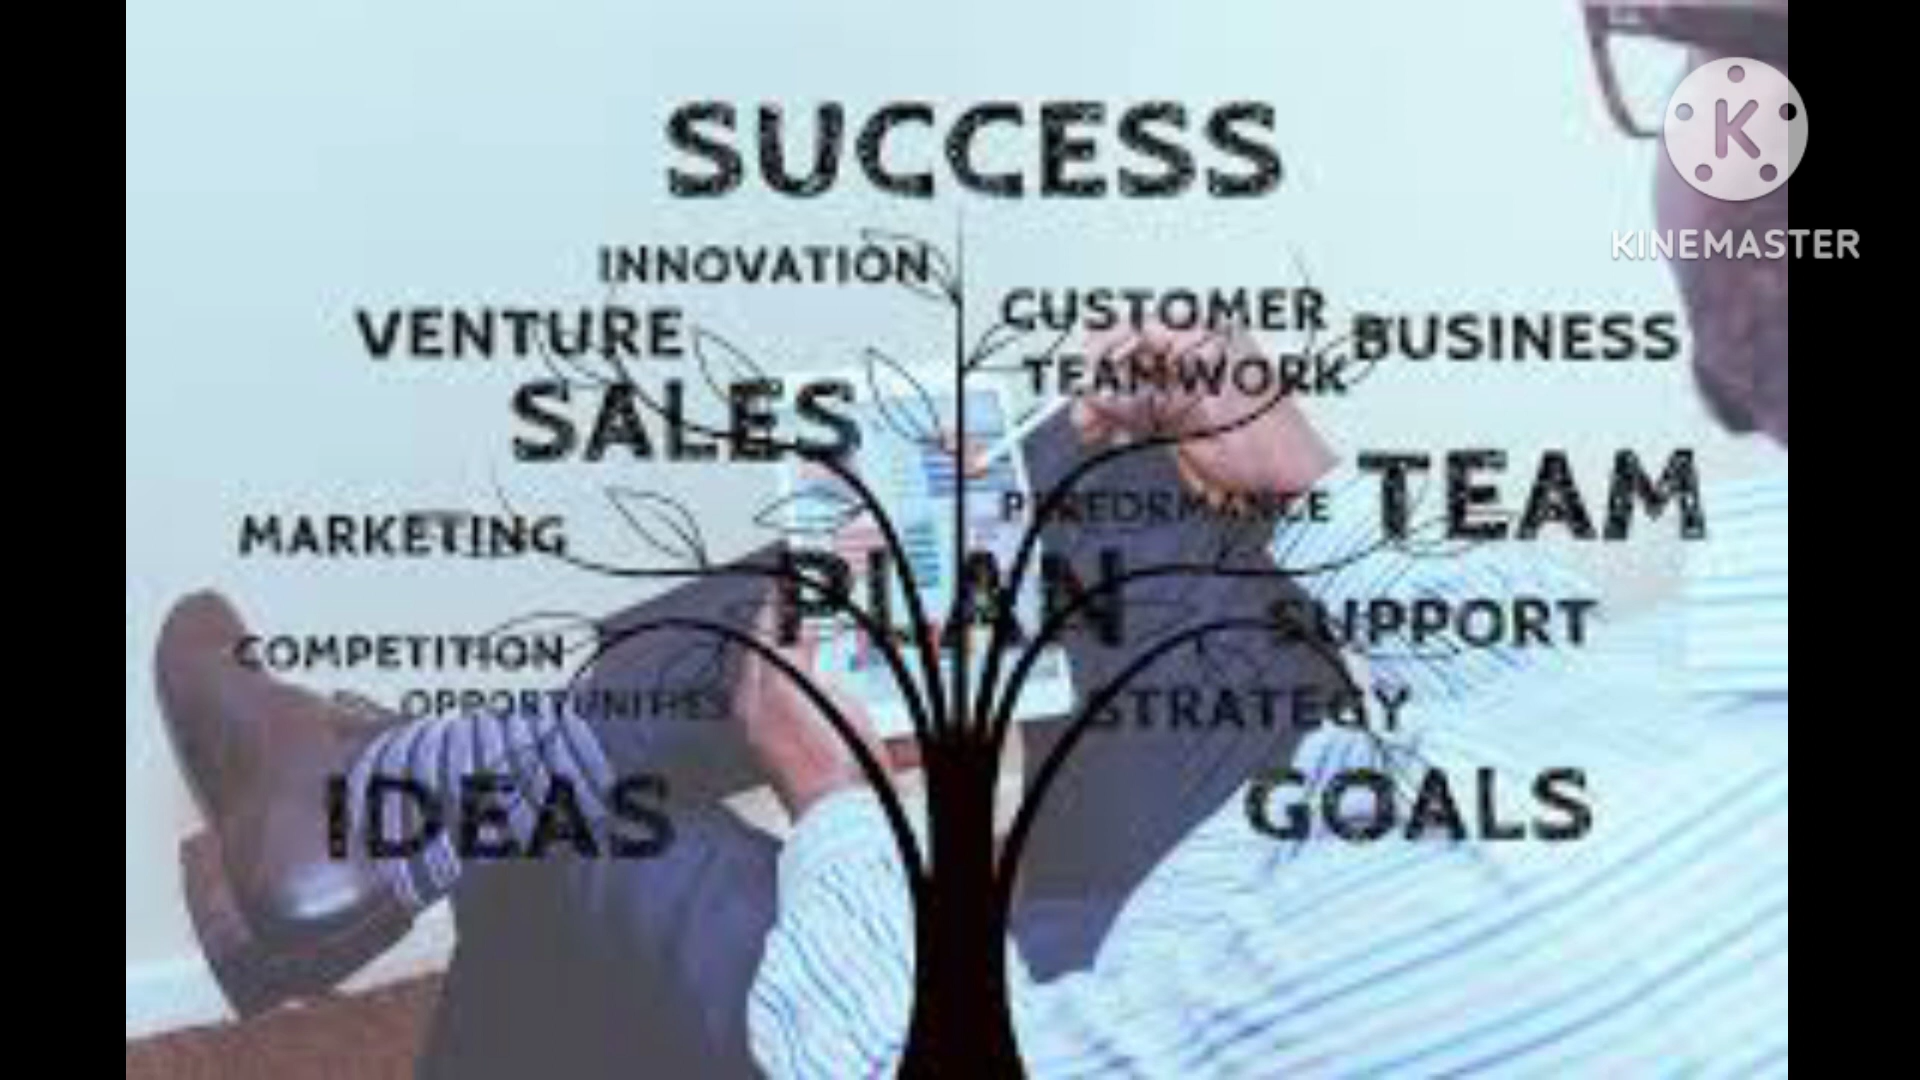 SUCCESS
INNOVATION
CUSTOMER
VENTURE
BUSINESS
TEAMWORK
SALES
TEAM
PERFORMANCE
MARKETING
PLAN
SUPPORT
COMPETITION
OPPORTUNITIES
STRATEGY
IDEAS
GOALS
K
KINEMASTER